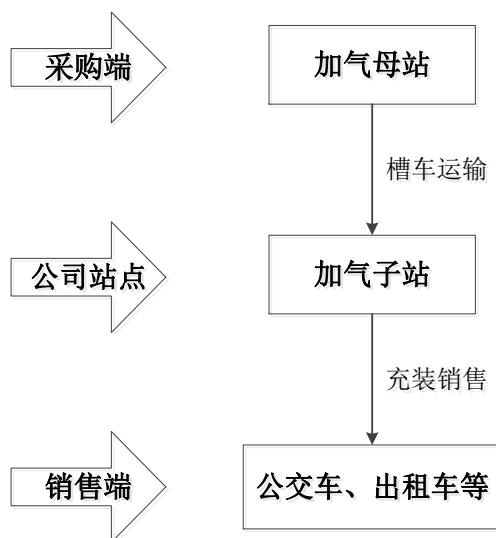 采购端
加气母站
槽车运输
公司站点
加气子站
充装销售
销售端
公交车、出租车等